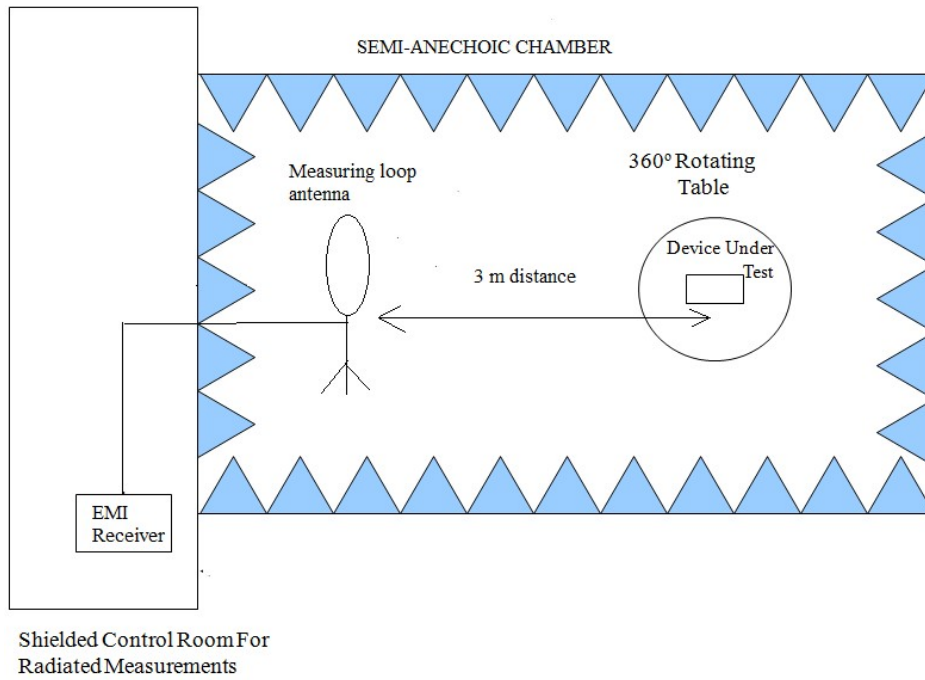 SEMI-ANECHOIC CHAMBER
Measuring loop
antenna
360° Rotating
Table
Device Under
Test
3 m distance
EMI
Receiver
Shielded Control Room For
Radiated Measurements